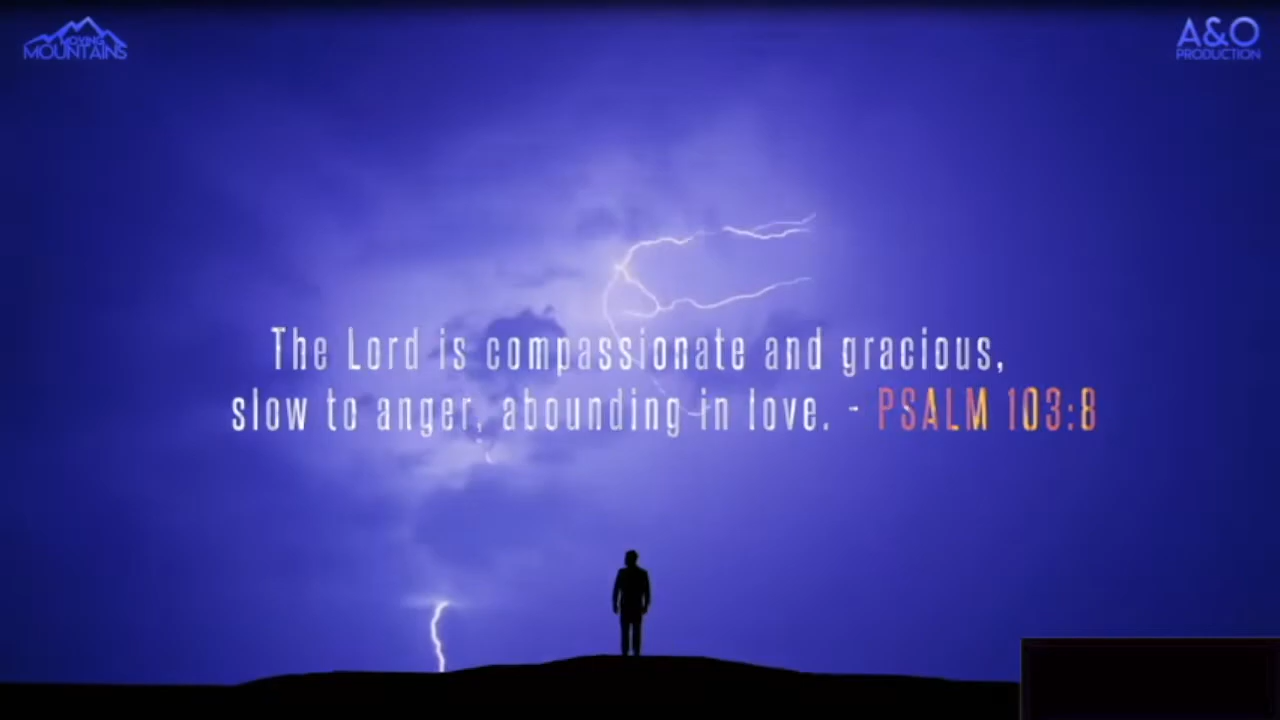 MOVING
MOUNTAINS
A&O
PRODUCTION
The Lord is compassionate and gracious,
slow to anger, abounding in love. - PSALM 103:8